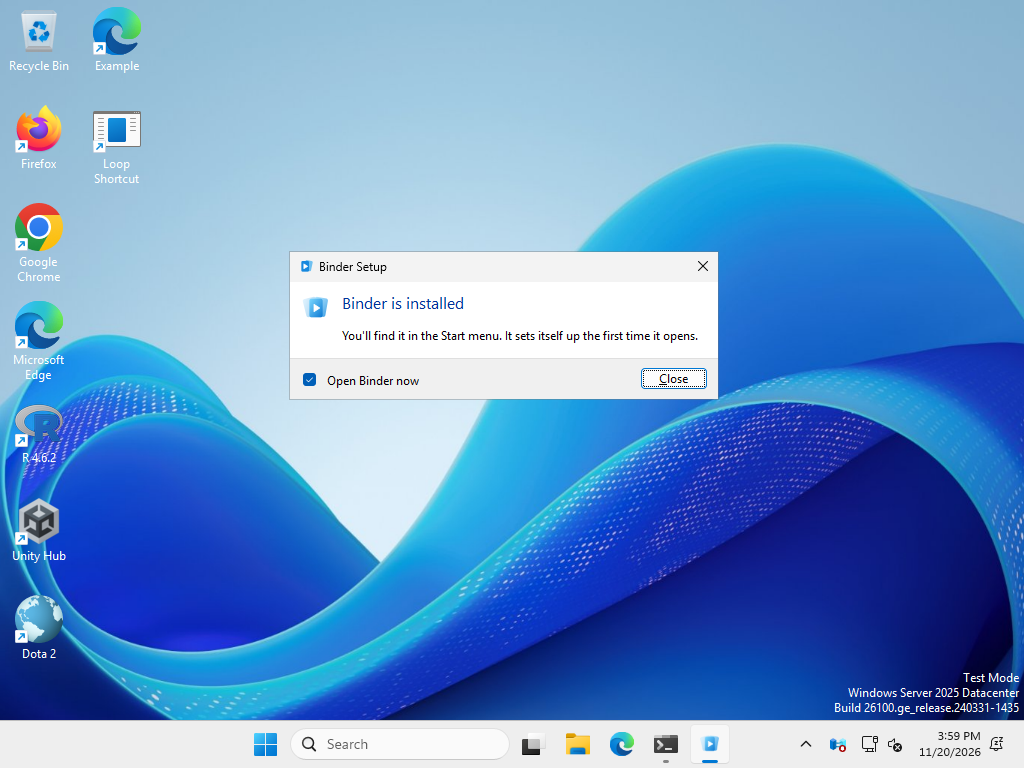 Recycle Bin
Example
Firefox
Loop
Shortcut
Google
Chrome
Microsoft
Edge
R 4.6.2
Unity Hub
Dota 2
Binder Setup
Binder is installed
You'll find it in the Start menu. It sets itself up the first time it opens.
Open Binder now
Close
Test Mode
Windows Server 2025 Datacenter
Build 26100.ge_release.240331-1435
Search
3:59 PM
11/20/2026